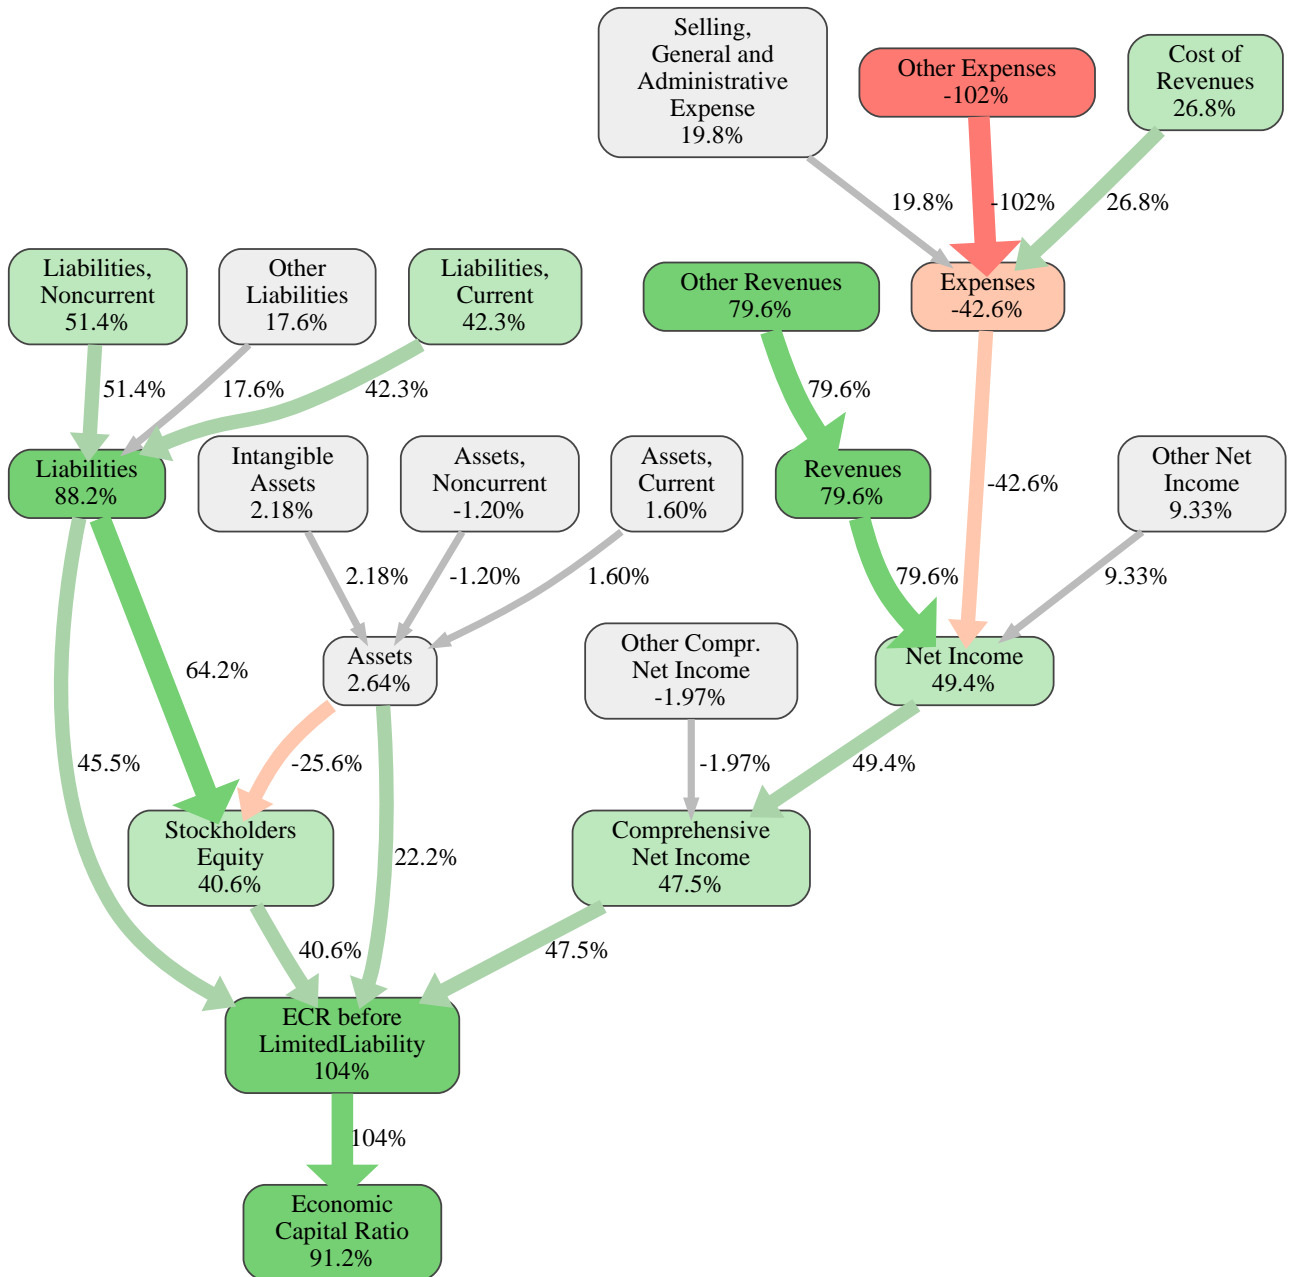 Selling,
General and
Administrative
Expense
19.8%
Other Expenses
-102%
Cost of
Revenues
26.8%
19.8%
-102%
26.8%
Liabilities,
Noncurrent
51.4%
Other
Liabilities
17.6%
Liabilities,
Current
42.3%
Other Revenues
79.6%
Expenses
-42.6%
51.4%
17.6%
42.3%
79.6%
-42.6%
Liabilities
88.2%
Intangible
Assets
2.18%
Assets,
Noncurrent
-1.20%
Assets,
Current
1.60%
Revenues
79.6%
Other Net
Income
9.33%
2.18%
-1.20%
1.60%
79.6%
9.33%
64.2%
Assets
2.64%
Other Compr.
Net Income
-1.97%
Net Income
49.4%
45.5%
-25.6%
22.2%
-1.97%
49.4%
Stockholders
Equity
40.6%
Comprehensive
Net Income
47.5%
40.6%
47.5%
ECR before
LimitedLiability
104%
104%
Economic
Capital Ratio
91.2%